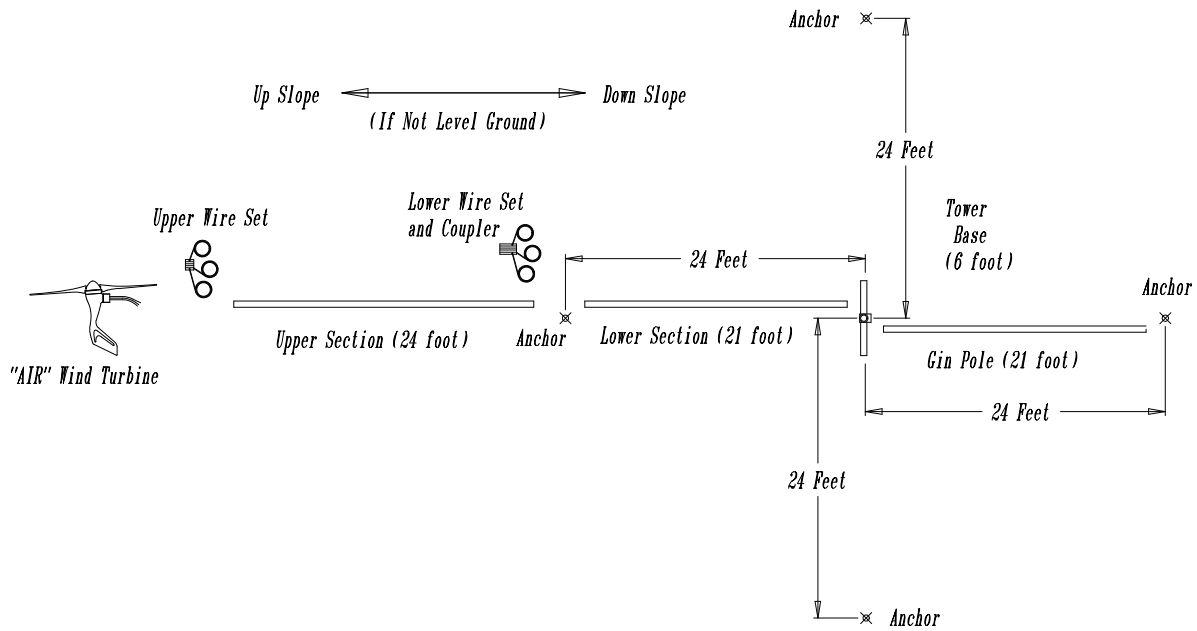 Anchor
Up Slope
Down Slope
(If Not Level Ground)
24 Feet
Upper Wire Set
Lower Wire Set
and Coupler
Tower
Base
(6 foot)
24 Feet
Anchor
Upper Section (24 foot)
Anchor
Lower Section (21 foot)
Gin Pole (21 foot)
"AIR" Wind Turbine
24 Feet
24 Feet
Anchor